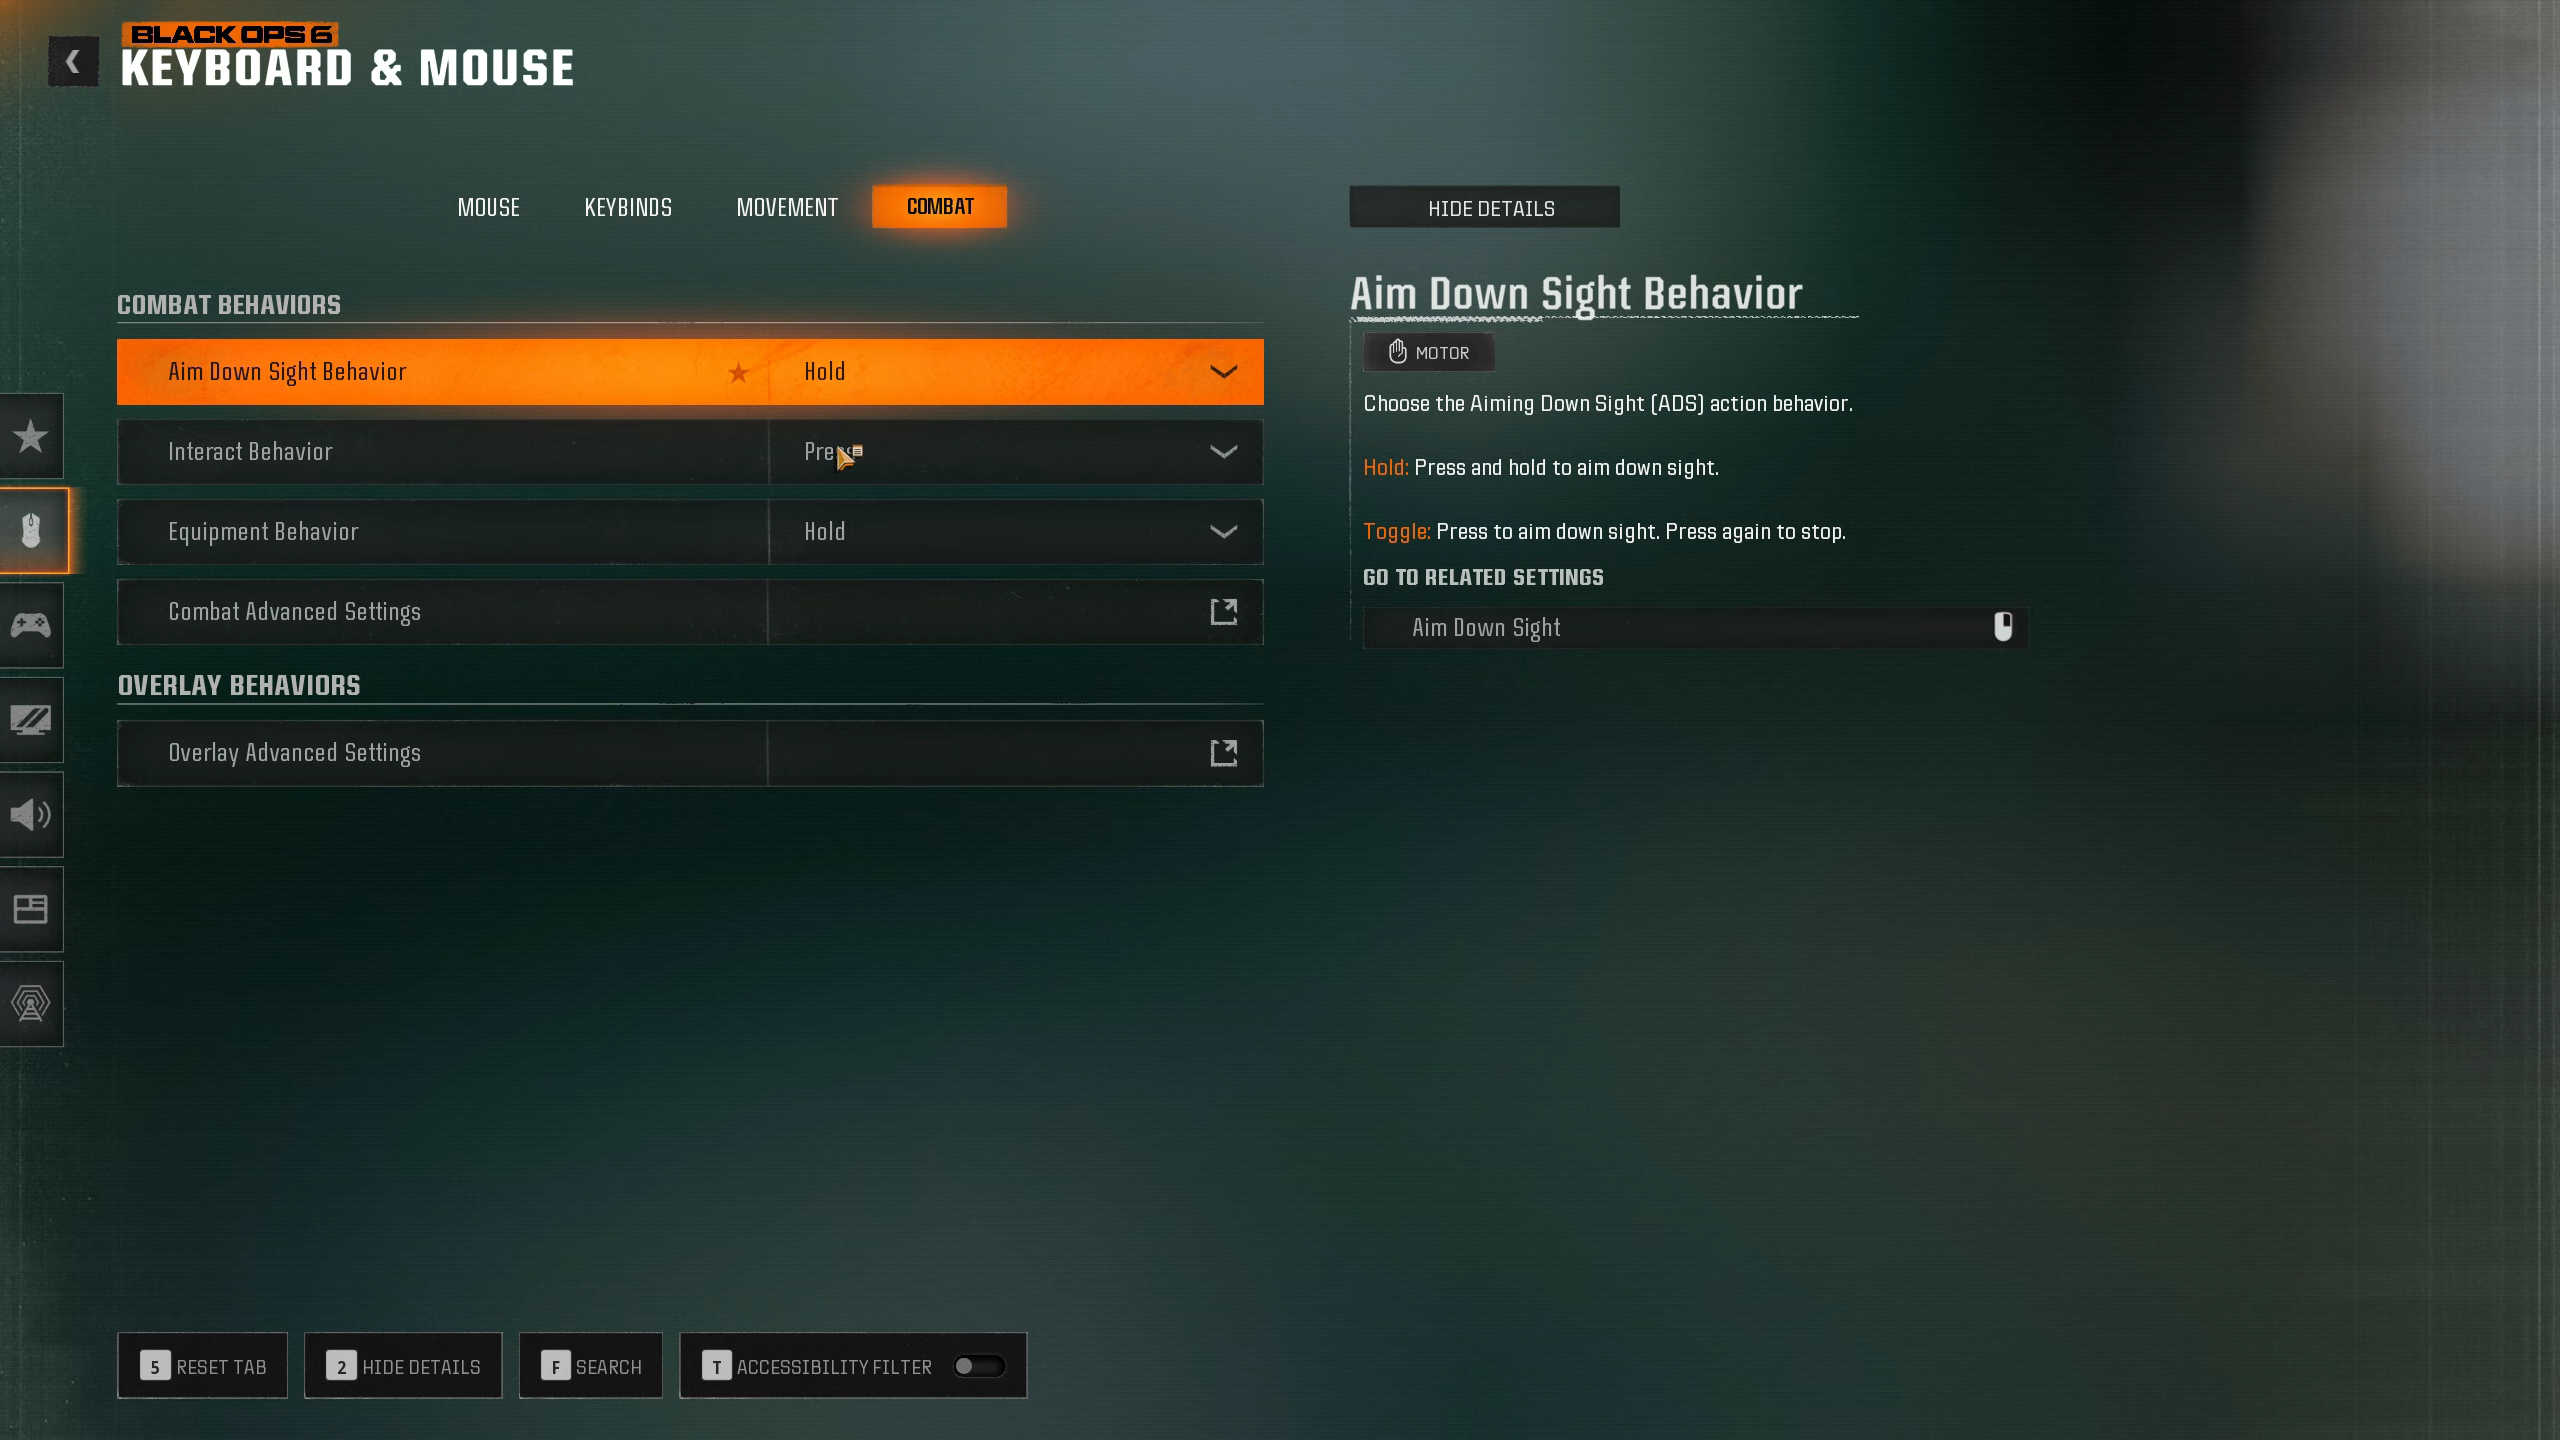 BLACK OPS 6
KEYBOARD & MOUSE
MOUSE KEYBINDS MOVEMENT COMBAT
HIDE DETAILS
COMBAT BEHAVIORS
Aim Down Sight Behavior Hold
Interact Behavior
Equipment Behavior Hold
Combat Advanced Settings
OVERLAY BEHAVIORS
Overlay Advanced Settings
Aim Down Sight Behavior
MOTOR
Choose the Aiming Down Sight (ADS) action behavior.
Hold: Press and hold to aim down sight.
Toggle: Press to aim down sight. Press again to stop.
GO TO RELATED SETTINGS
Aim Down Sight
5 RESET TAB 2 HIDE DETAILS F SEARCH T ACCESSIBILITY FILTER